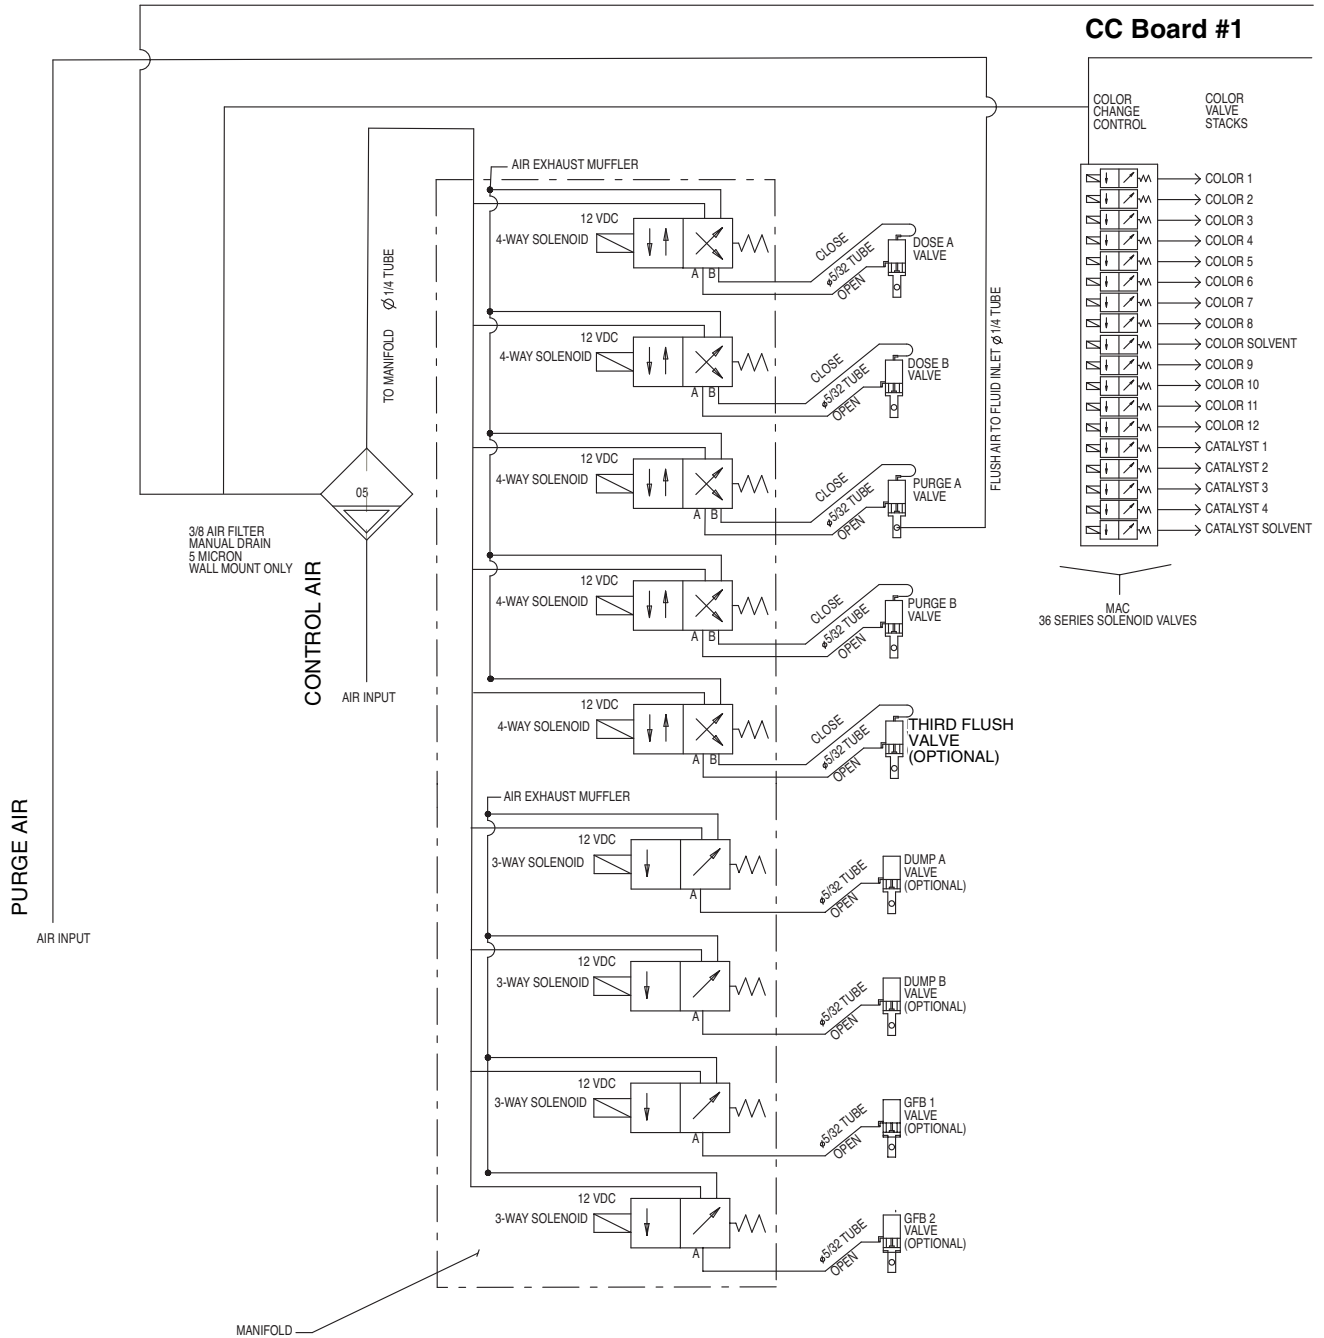 CC Board #1
COLOR
CHANGE
CONTROL
COLOR
VALVE
STACKS
COLOR 1
COLOR 2
COLOR 3
COLOR 4
COLOR 5
COLOR 6
COLOR 7
COLOR 8
COLOR SOLVENT
COLOR 9
COLOR 10
COLOR 11
COLOR 12
CATALYST 1
CATALYST 2
CATALYST 3
CATALYST 4
CATALYST SOLVENT
MAC
36 SERIES SOLENOID VALVES
FLUSH AIR TO FLUID INLET ø 1/4 TUBE
TO MANIFOLD ø 1/4 TUBE
05
3/8 AIR FILTER
MANUAL DRAIN
5 MICRON
WALL MOUNT ONLY
CONTROL AIR
AIR INPUT
PURGE AIR
AIR INPUT
AIR EXHAUST MUFFLER
12 VDC
4-WAY SOLENOID
A B
CLOSE
ø5/32 TUBE
OPEN
DOSE A
VALVE
12 VDC
4-WAY SOLENOID
A B
CLOSE
ø5/32 TUBE
OPEN
DOSE B
VALVE
12 VDC
4-WAY SOLENOID
A B
CLOSE
ø5/32 TUBE
OPEN
PURGE A
VALVE
12 VDC
4-WAY SOLENOID
A B
CLOSE
ø5/32 TUBE
OPEN
PURGE B
VALVE
12 VDC
4-WAY SOLENOID
A B
CLOSE
ø5/32 TUBE
OPEN
THIRD FLUSH
VALVE
(OPTIONAL)
AIR EXHAUST MUFFLER
12 VDC
3-WAY SOLENOID
A
ø5/32 TUBE
OPEN
DUMP A
VALVE
(OPTIONAL)
12 VDC
3-WAY SOLENOID
A
ø5/32 TUBE
OPEN
DUMP B
VALVE
(OPTIONAL)
12 VDC
3-WAY SOLENOID
A
ø5/32 TUBE
OPEN
GFB 1
VALVE
(OPTIONAL)
12 VDC
3-WAY SOLENOID
A
ø5/32 TUBE
OPEN
GFB 2
VALVE
(OPTIONAL)
MANIFOLD